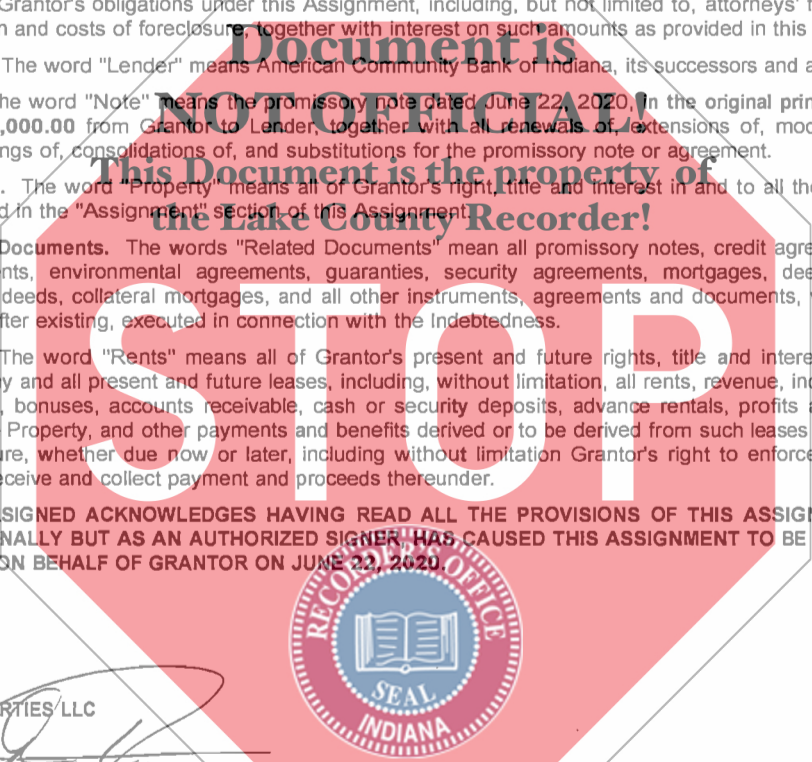 Grantor's obligations under this Assignment, including, but not limited to, attorneys'
and costs of foreclosure, together with interest on such amounts as provided in this
Document is
The word "Lender" means American Community Bank of Indiana, its successors and
NOT OFFICIAL!
he word "Note" means the promissory note dated June 22, 2020, in the original prin
,000.00 from Grantor to Lender, together with all renewals of, extensions of, mod
ngs of, consolidations of, and substitutions for the promissory note or agreement.
This Document is the property of
. The word "Property" means all of Grantor's right, title and interest in and to all the
d in the "Assignment" section of this Assignment.
the Lake County Recorder!
Documents. The words "Related Documents" mean all promissory notes, credit agre
nts, environmental agreements, guaranties, security agreements, mortgages, dee
deeds, collateral mortgages, and all other instruments, agreements and documents,
fter existing, executed in connection with the Indebtedness.
STOP
The word "Rents" means all of Grantor's present and future rights, title and intere
y and all present and future leases, including, without limitation, all rents, revenue, inc
, bonuses, accounts receivable, cash or security deposits, advance rentals, profits
Property, and other payments and benefits derived or to be derived from such leases
ure, whether due now or later, including without limitation Grantor's right to enforce
eceive and collect payment and proceeds thereunder.
SIGNED ACKNOWLEDGES HAVING READ ALL THE PROVISIONS OF THIS ASSIGN
NALLY BUT AS AN AUTHORIZED SIGNER, HAS CAUSED THIS ASSIGNMENT TO BE
ON BEHALF OF GRANTOR ON JUNE 22, 2020.
RECORDER'S OFFICE
SEAL
INDIANA
RTIES LLC